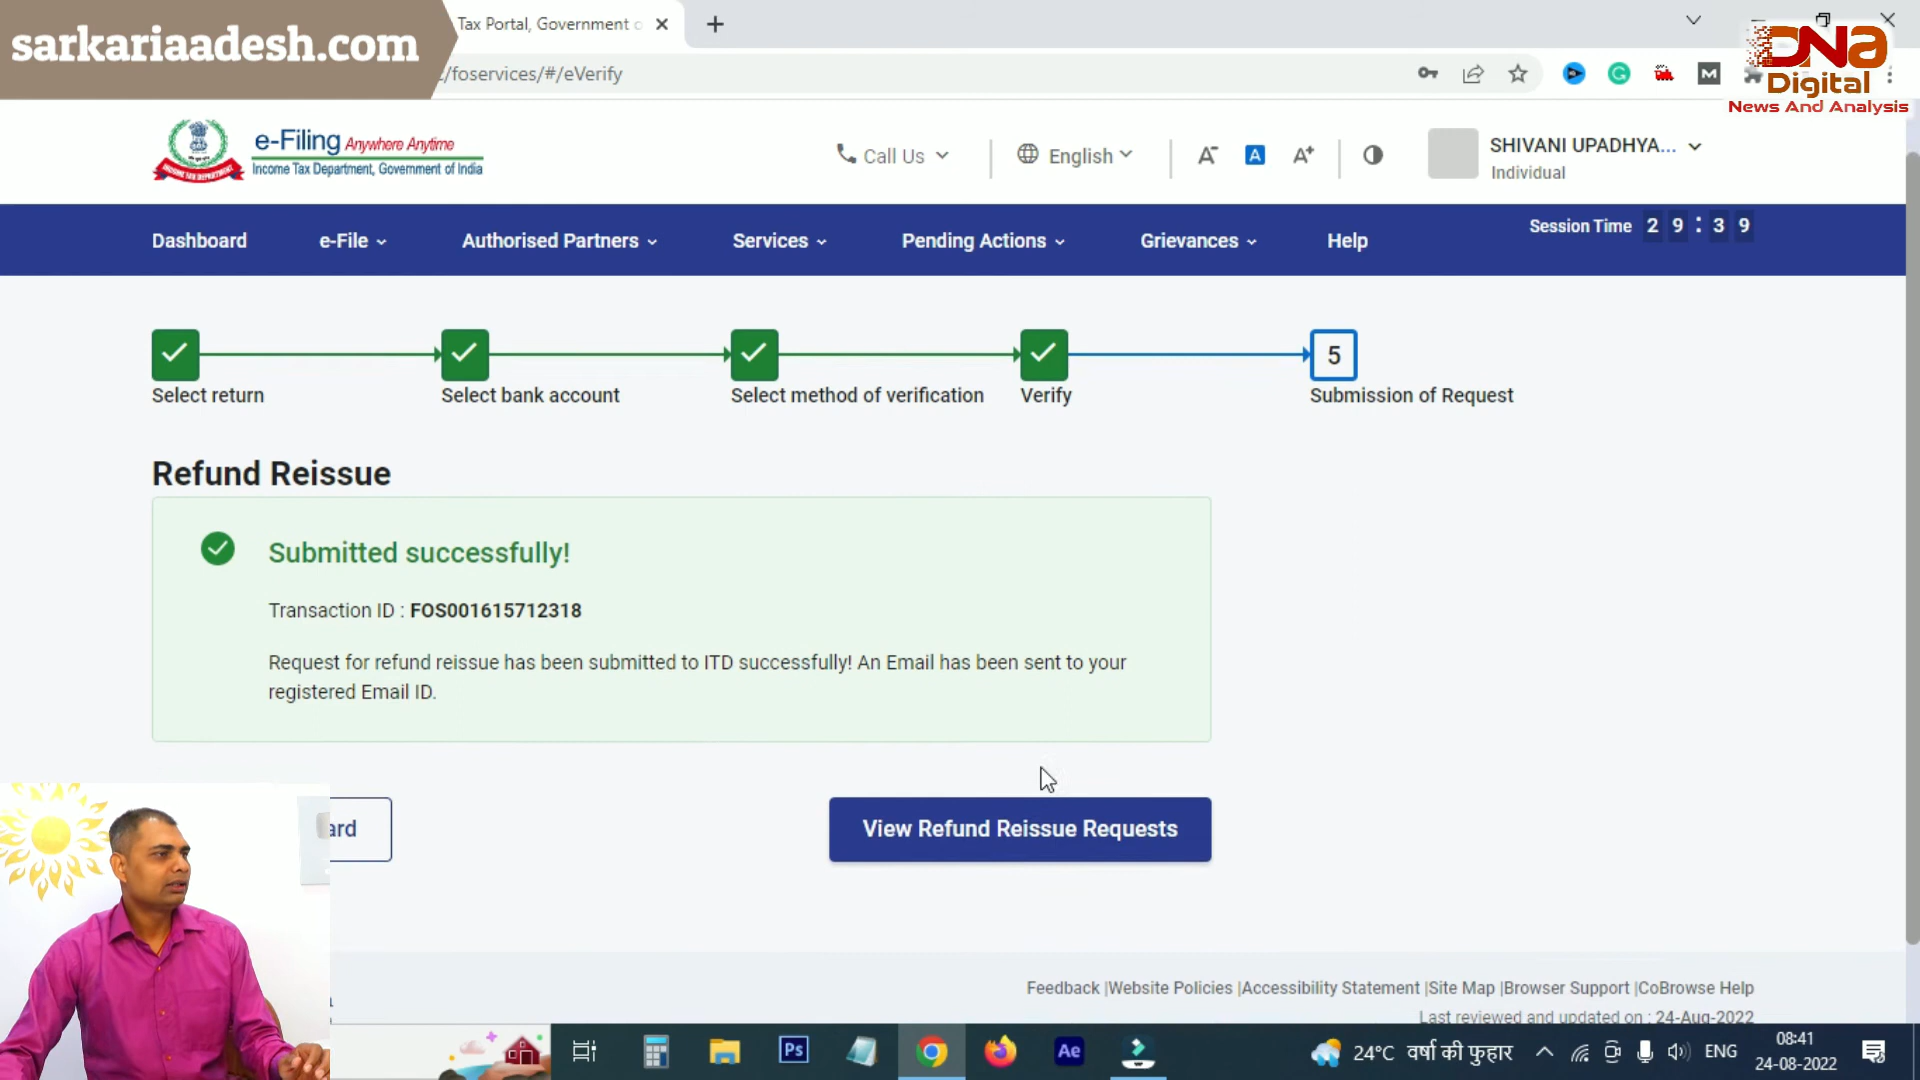 sarkariaadesh.com
Tax Portal, Government o
/foservices/#/eVerify
DNA
Digital
News And Analysis
e-Filing Anywhere Anytime
Income Tax Department, Government of India
Call Us
English
A-
A
A+
SHIVANI UPADHYA...
Individual
Dashboard
e-File
Authorised Partners
Services
Pending Actions
Grievances
Help
Session Time 2 9 : 3 9
5
Select return
Select bank account
Select method of verification
Verify
Submission of Request
Refund Reissue
Submitted successfully!
Transaction ID : FOS001615712318
Request for refund reissue has been submitted to ITD successfully! An Email has been sent to your
registered Email ID.
ard
View Refund Reissue Requests
Feedback |Website Policies |Accessibility Statement |Site Map |Browser Support |CoBrowse Help
Last reviewed and updated on : 24-Aug-2022
Ps
Ae
24°C वर्षा की फुहार
ENG
08:41
24-08-2022